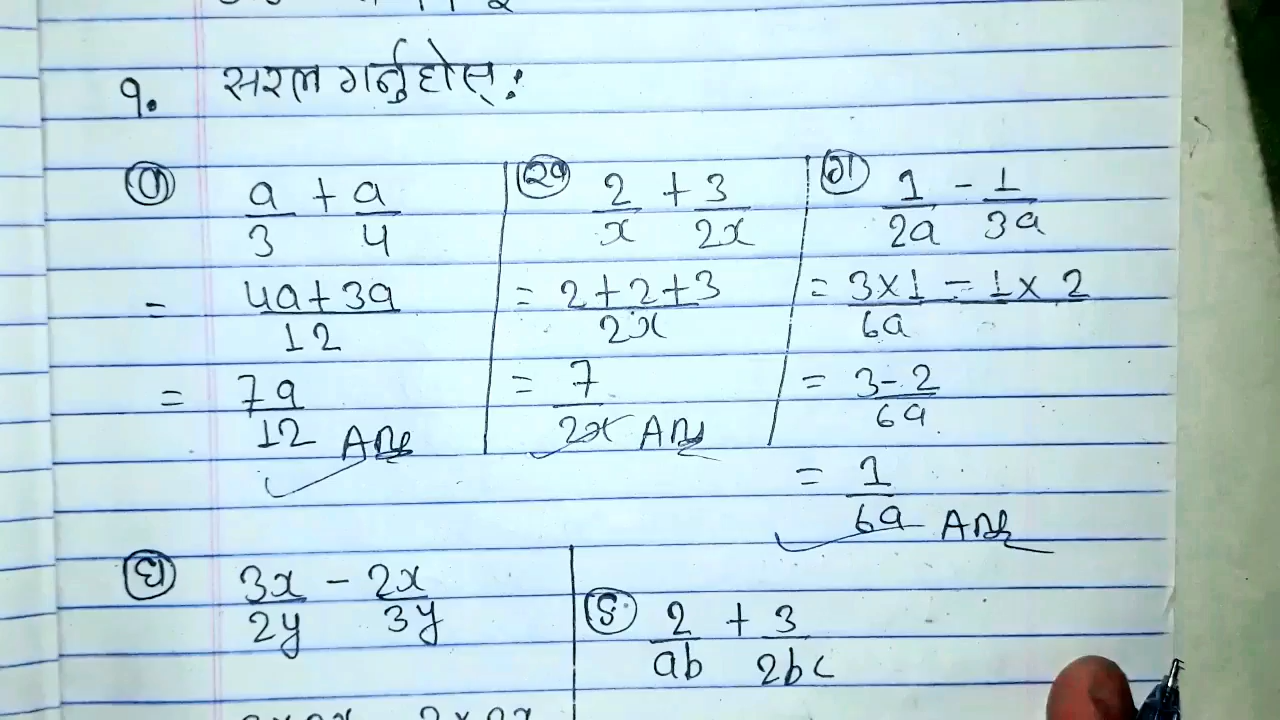 १. सरल गर्नुहोस् :
(क) a/3 + a/4
= (4a+3a)/12
= 7a/12 Ans
(ख) 2/x + 3/2x
= (2+2+3)/2x
= 7/2x Ans
(ग) 1/2a - 1/3a
= (3×1 - 1×2)/6a
= (3-2)/6a
= 1/6a Ans
(घ) 3x/2y - 2x/3y
(ङ) 2/ab + 3/2bc